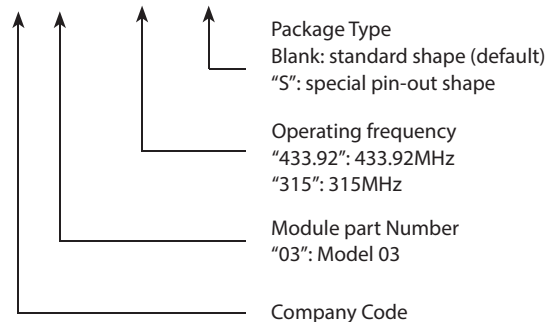 Package Type
Blank: standard shape (default)
“S”: special pin-out shape
Operating frequency
“433.92”: 433.92MHz
“315”: 315MHz
Module part Number
“03”: Model 03
Company Code